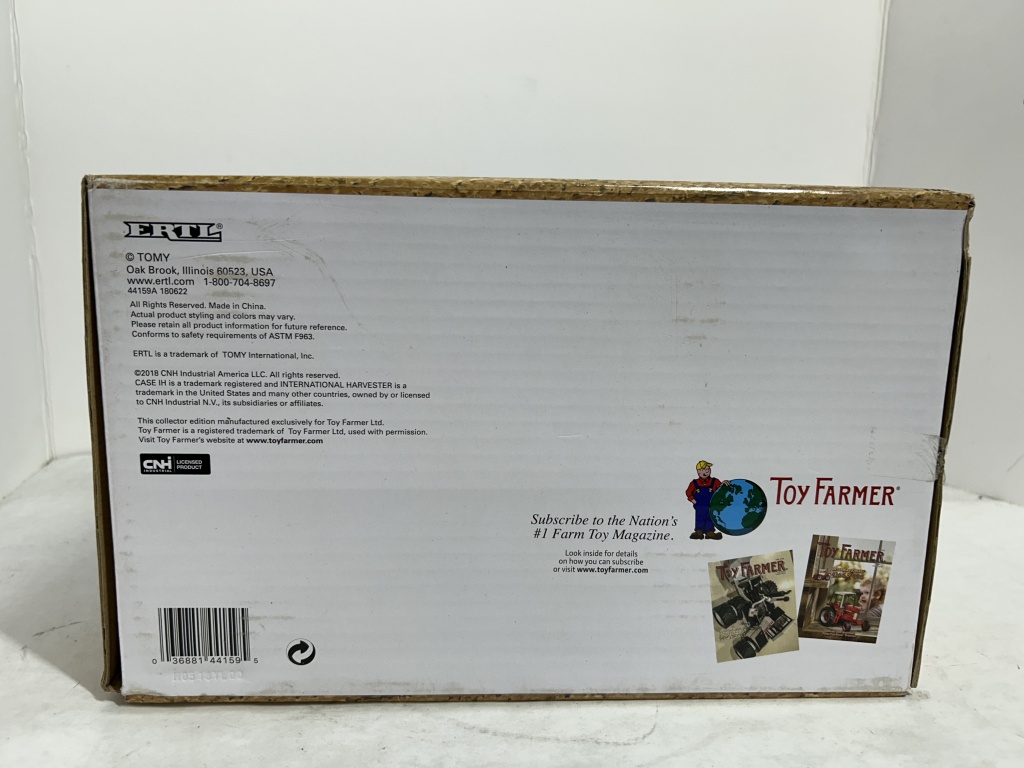 ERTL
© TOMY
Oak Brook, Illinois 60523, USA
www.ertl.com 1-800-704-8697
44159A 180622
All Rights Reserved. Made in China.
Actual product styling and colors may vary.
Please retain all product information for future reference.
Conforms to safety requirements of ASTM F963.
ERTL is a trademark of TOMY International, Inc.
©2018 CNH Industrial America LLC. All rights reserved.
CASE IH is a trademark registered and INTERNATIONAL HARVESTER is a
trademark in the United States and many other countries, owned by or licensed
to CNH Industrial N.V., its subsidiaries or affiliates.
This collector edition manufactured exclusively for Toy Farmer Ltd.
Toy Farmer is a registered trademark of Toy Farmer Ltd, used with permission.
Visit Toy Farmer's website at www.toyfarmer.com
CNH INDUSTRIAL
LICENSED
PRODUCT
TOY FARMER®
Subscribe to the Nation's
#1 Farm Toy Magazine.
Look inside for details
on how you can subscribe
or visit www.toyfarmer.com
TOY FARMER
TOY FARMER
0 36881 44159 5